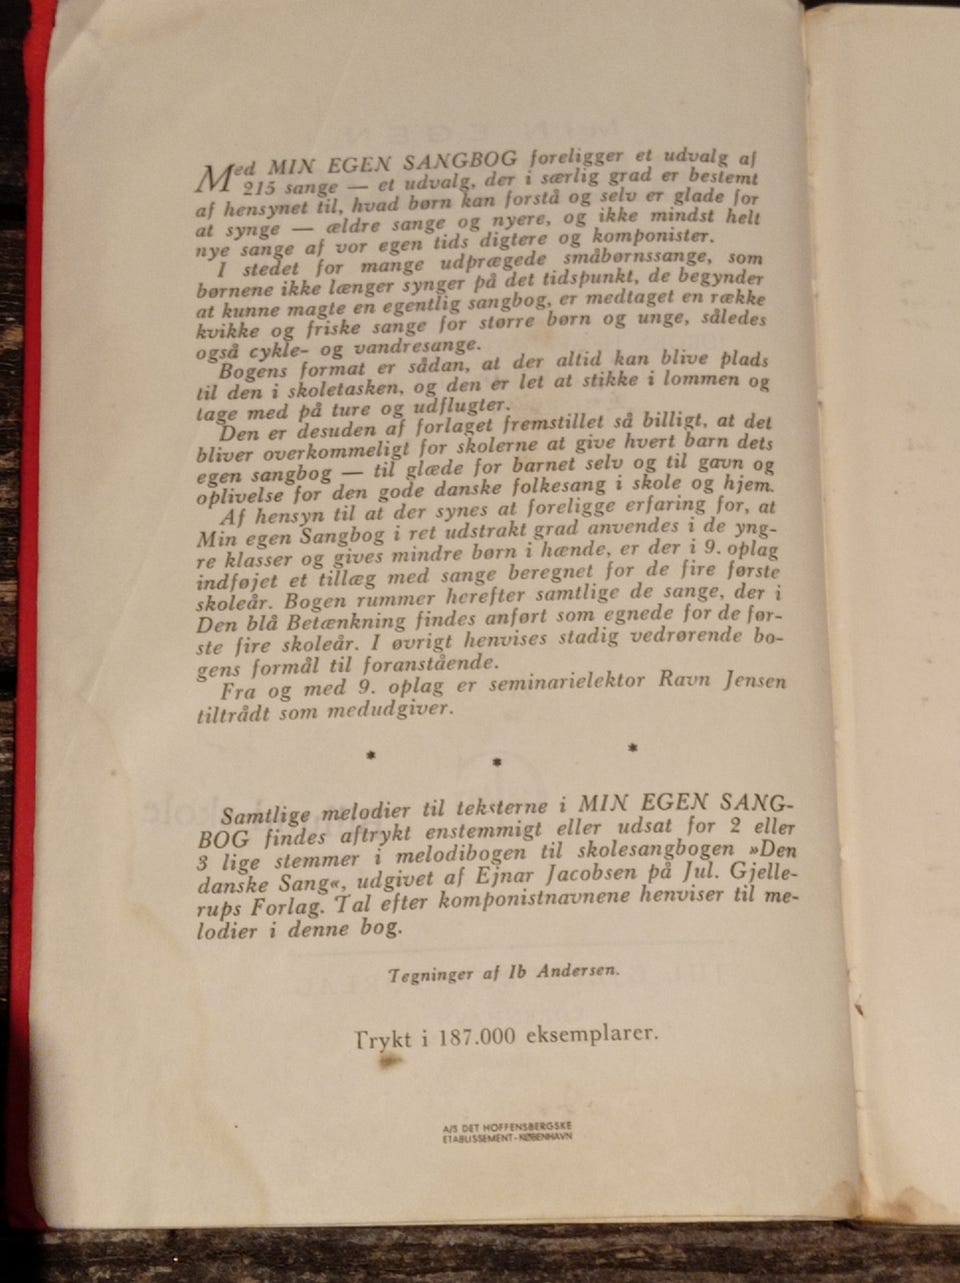 Med MIN EGEN SANGBOG foreligger et udvalg af
215 sange — et udvalg, der i særlig grad er bestemt
af hensynet til, hvad børn kan forstå og selv er glade for
at synge — ældre sange og nyere, og ikke mindst helt
nye sange af vor egen tids digtere og komponister.
I stedet for mange udprægede småbørnssange, som
børnene ikke længer synger på det tidspunkt, de begynder
at kunne magte en egentlig sangbog, er medtaget en række
kvikke og friske sange for større børn og unge, således
også cykle- og vandresange.
Bogens format er sådan, at der altid kan blive plads
til den i skoletasken, og den er let at stikke i lommen og
tage med på ture og udflugter.
Den er desuden af forlaget fremstillet så billigt, at det
bliver overkommeligt for skolerne at give hvert barn dets
egen sangbog — til glæde for barnet selv og til gavn og
oplivelse for den gode danske folkesang i skole og hjem.
Af hensyn til at der synes at foreligge erfaring for, at
Min egen Sangbog i ret udstrakt grad anvendes i de yng-
re klasser og gives mindre børn i hænde, er der i 9. oplag
indføjet et tillæg med sange beregnet for de fire første
skoleår. Bogen rummer herefter samtlige de sange, der i
Den blå Betænkning findes anført som egnede for de før-
ste fire skoleår. I øvrigt henvises stadig vedrørende bo-
gens formål til foranstående.
Fra og med 9. oplag er seminarielektor Ravn Jensen
tiltrådt som medudgiver.
* * *
Samtlige melodier til teksterne i MIN EGEN SANG-
BOG findes aftrykt enstemmigt eller udsat for 2 eller
3 lige stemmer i melodibogen til skolesangbogen »Den
danske Sang«, udgivet af Ejnar Jacobsen på Jul. Gjelle-
rups Forlag. Tal efter komponistnavnene henviser til me-
lodier i denne bog.
Tegninger af Ib Andersen.
Trykt i 187.000 eksemplarer.
A/S DET HOFFENSBERGSKE
ETABLISSEMENT - KØBENHAVN